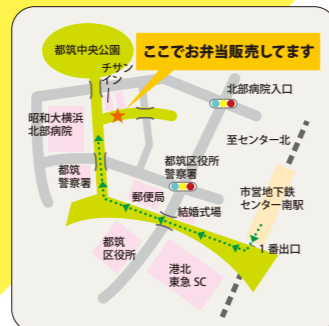 都筑中央公園
ここでお弁当販売してます
チサン
イン
北部病院入口
昭和大横浜
北部病院
至センター北
都筑
警察署
都筑区役所
警察署
市営地下鉄
センター南駅
郵便局
結婚式場
1番出口
都筑
区役所
港北
東急 SC